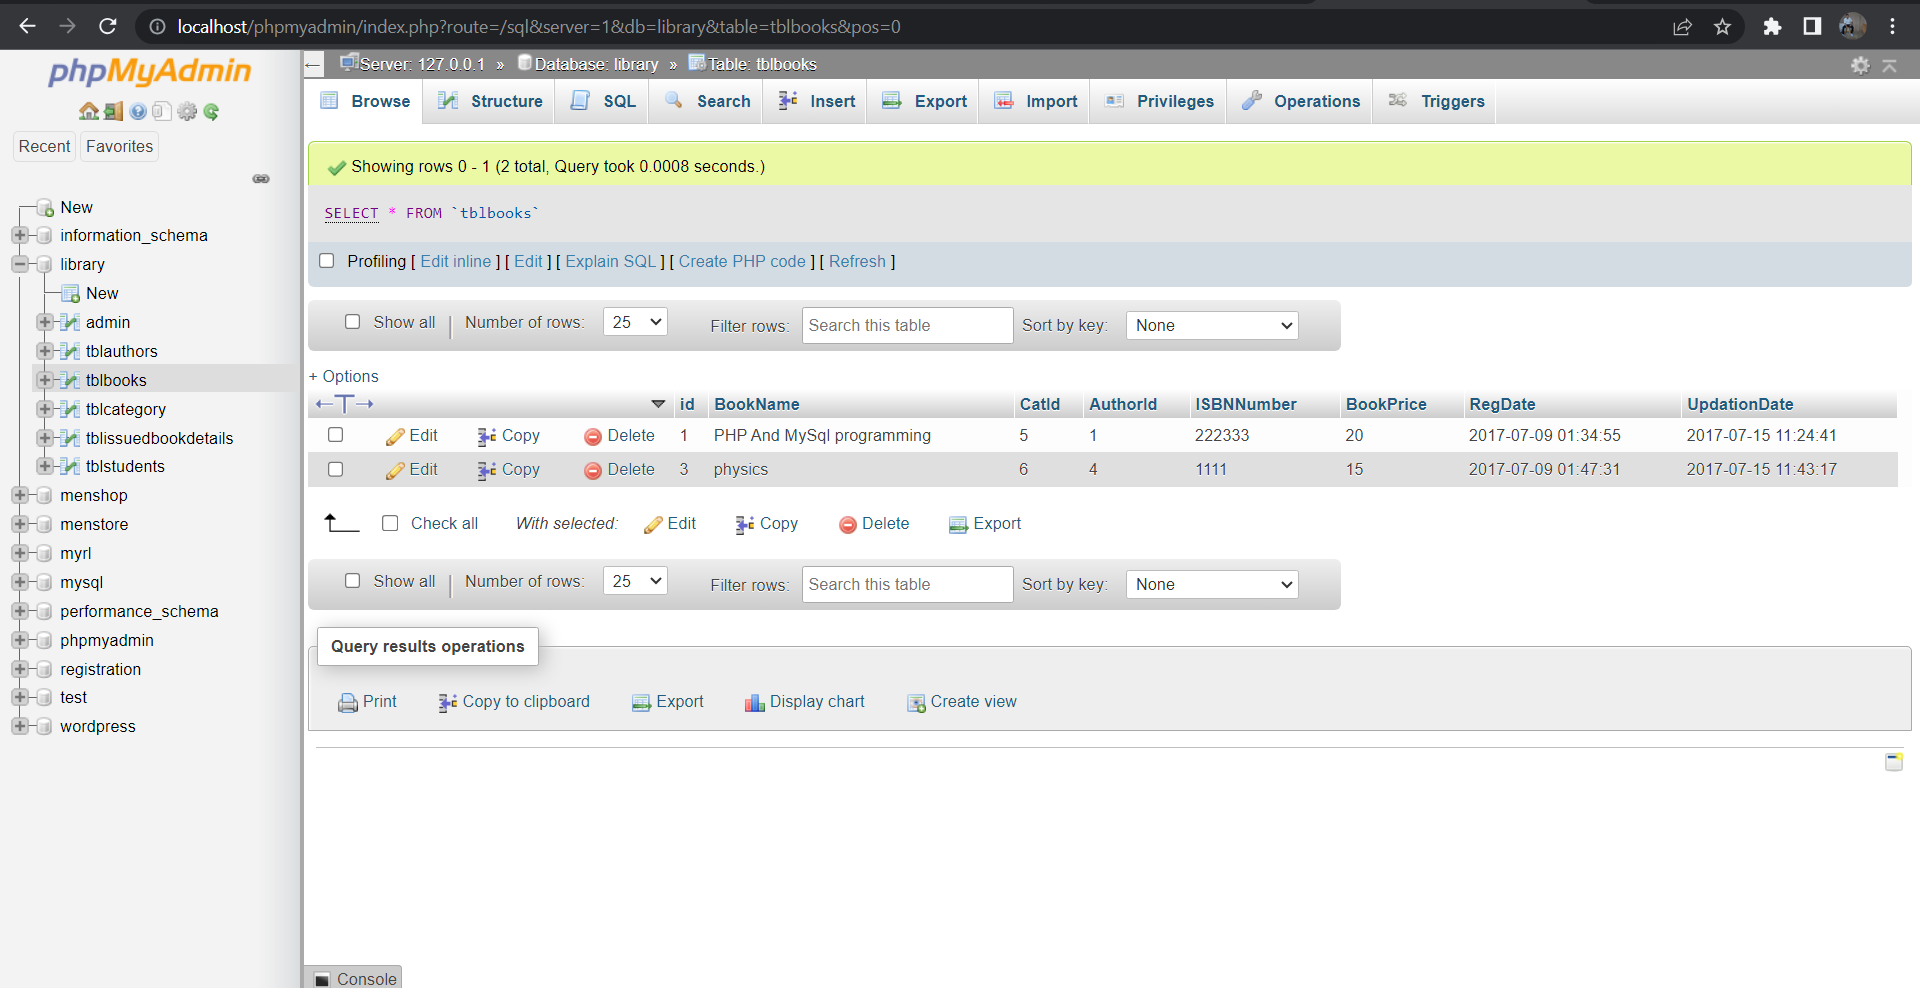 localhost/phpmyadmin/index.php?route=/sql&server=1&db=library&table=tblbooks&pos=0
phpMyAdmin
Recent Favorites
New
information_schema
library
New
admin
tblauthors
tblbooks
tblcategory
tblissuedbookdetails
tblstudents
menshop
menstore
myrl
mysql
performance_schema
phpmyadmin
registration
test
wordpress
Server: 127.0.0.1 » Database: library » Table: tblbooks
Browse Structure SQL Search Insert Export Import Privileges Operations Triggers
Showing rows 0 - 1 (2 total, Query took 0.0008 seconds.)
SELECT * FROM `tblbooks`
Profiling [ Edit inline ] [ Edit ] [ Explain SQL ] [ Create PHP code ] [ Refresh ]
Show all | Number of rows: 25 Filter rows: Search this table Sort by key: None
+ Options
←T→ id BookName CatId AuthorId ISBNNumber BookPrice RegDate UpdationDate
Edit Copy Delete 1 PHP And MySql programming 5 1 222333 20 2017-07-09 01:34:55 2017-07-15 11:24:41
Edit Copy Delete 3 physics 6 4 1111 15 2017-07-09 01:47:31 2017-07-15 11:43:17
Check all With selected: Edit Copy Delete Export
Show all | Number of rows: 25 Filter rows: Search this table Sort by key: None
Query results operations
Print Copy to clipboard Export Display chart Create view
Console